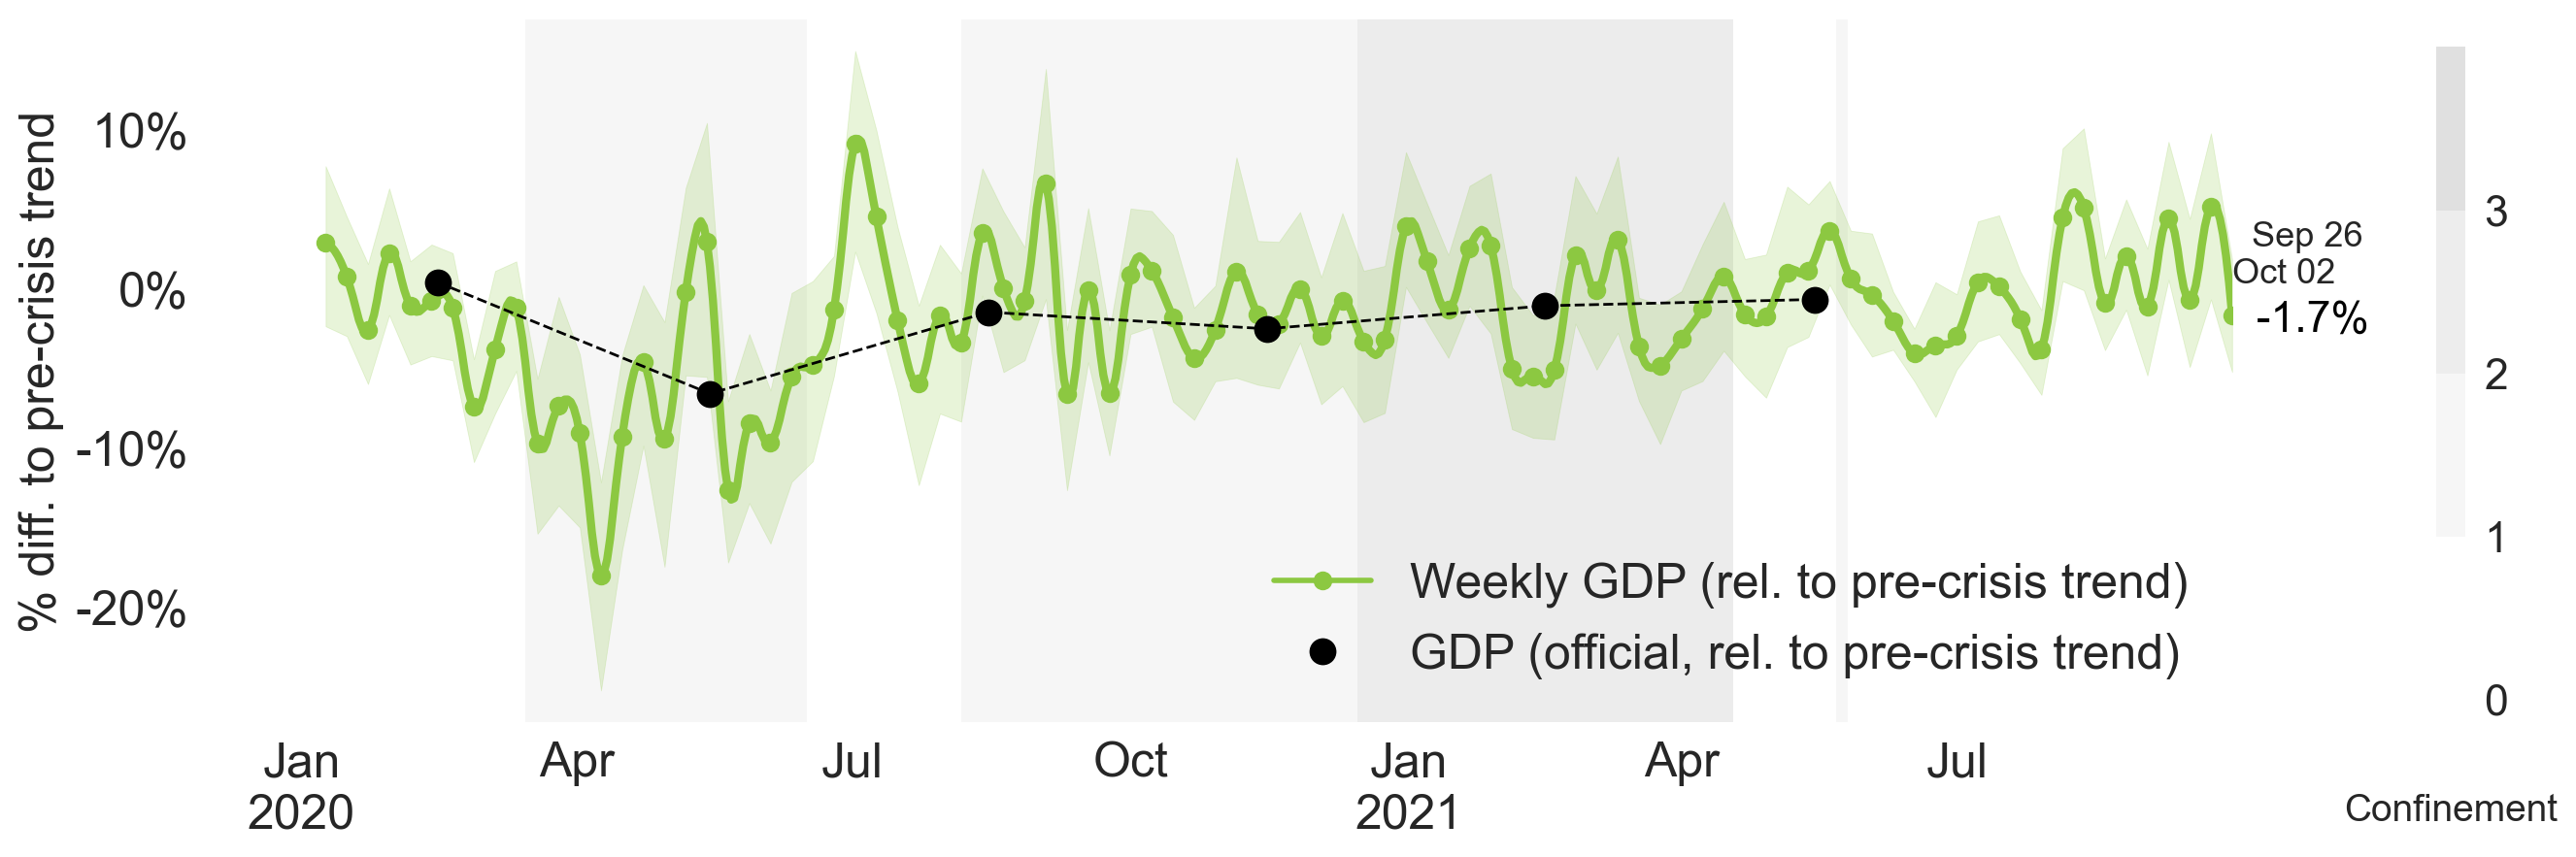 % diff. to pre-crisis trend
10%
0%
-10%
-20%
Sep 26
Oct 02
-1.7%
Weekly GDP (rel. to pre-crisis trend)
GDP (official, rel. to pre-crisis trend)
Jan
2020
Apr
Jul
Oct
Jan
2021
Apr
Jul
3
2
1
0
Confinement